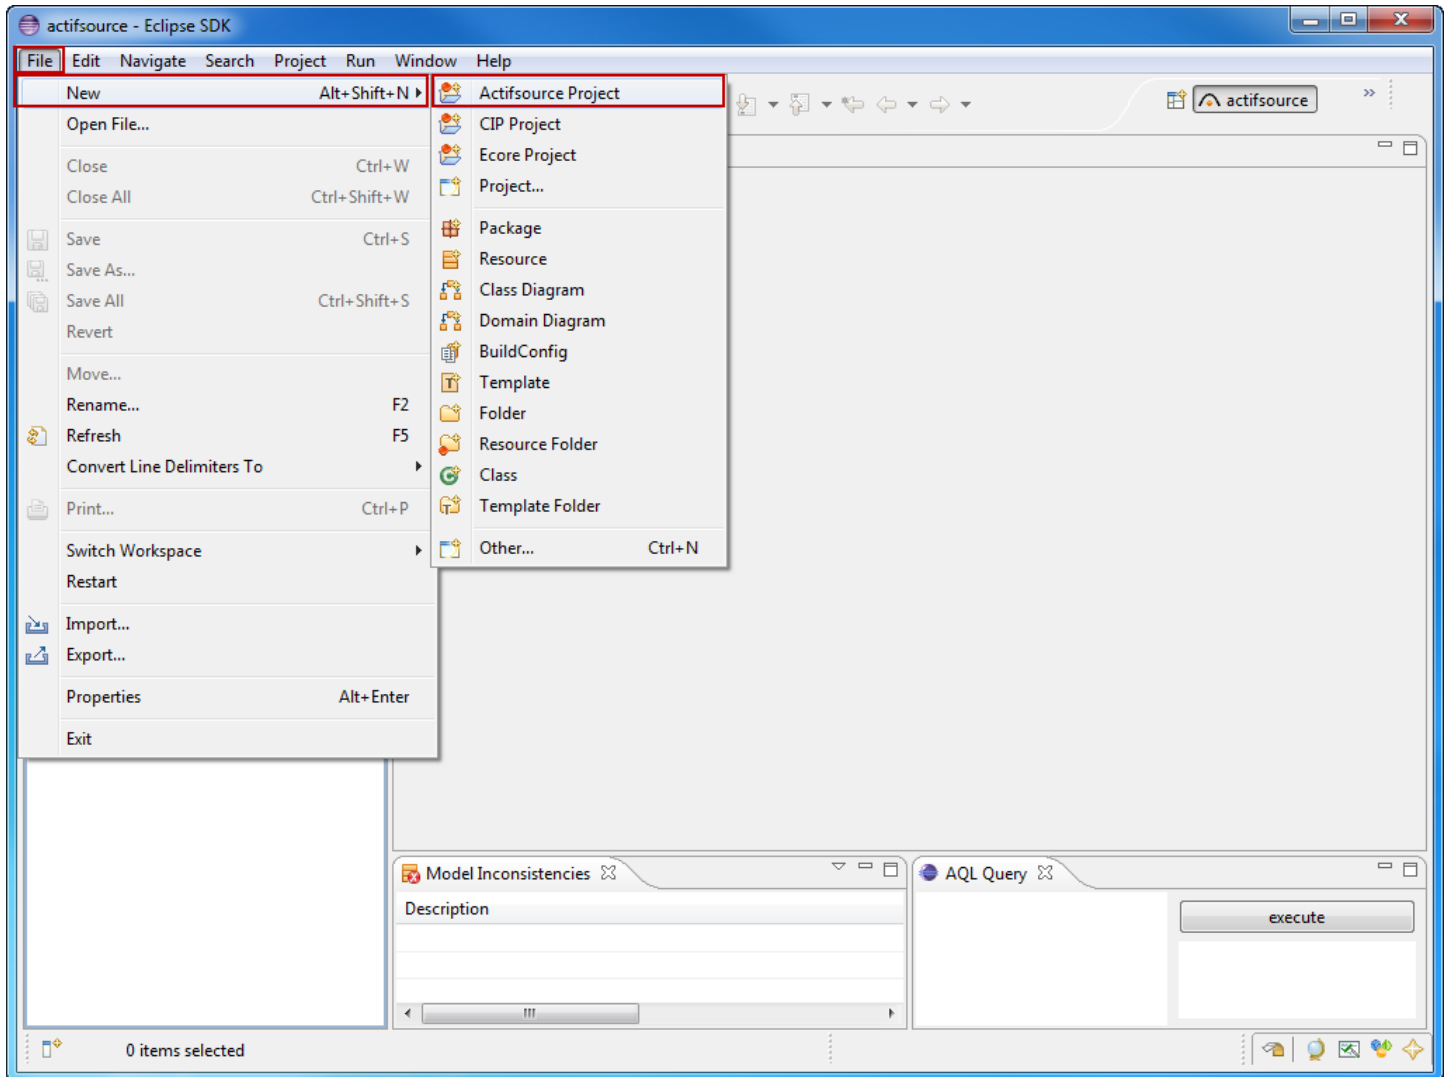 actifsource - Eclipse SDK
File Edit Navigate Search Project Run Window Help
New Alt+Shift+N
Open File...
Close Ctrl+W
Close All Ctrl+Shift+W
Save Ctrl+S
Save As...
Save All Ctrl+Shift+S
Revert
Move...
Rename... F2
Refresh F5
Convert Line Delimiters To
Print... Ctrl+P
Switch Workspace
Restart
Import...
Export...
Properties Alt+Enter
Exit
Actifsource Project
CIP Project
Ecore Project
Project...
Package
Resource
Class Diagram
Domain Diagram
BuildConfig
Template
Folder
Resource Folder
Class
Template Folder
Other... Ctrl+N
actifsource
Model Inconsistencies
Description
AQL Query
execute
0 items selected